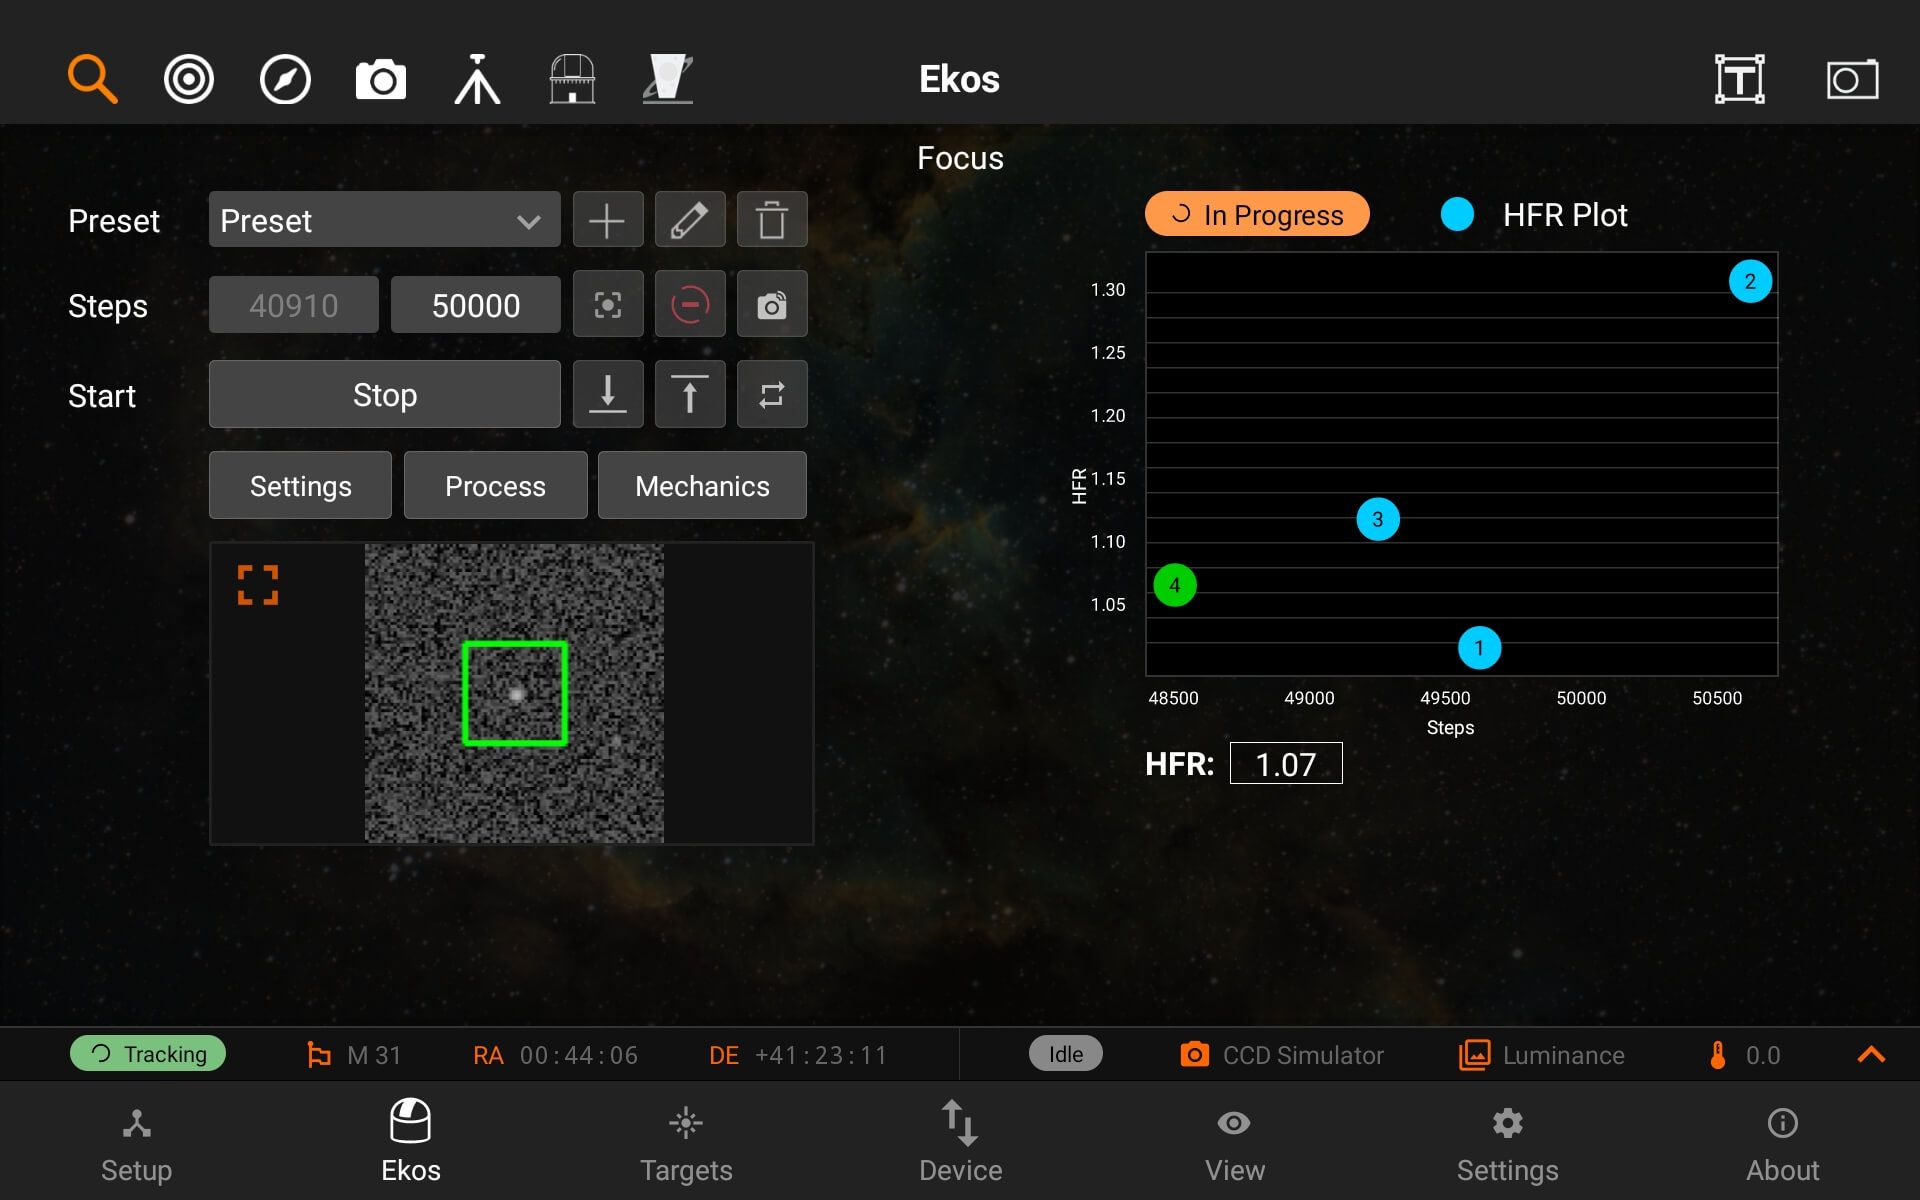 Ekos
T
Focus
Preset
Preset
In Progress
HFR Plot
Steps
40910
50000
Start
Stop
Settings
Process
Mechanics
1.30
1.25
1.20
1.15
1.10
1.05
HFR
2
3
4
1
48500
49000
49500
50000
50500
Steps
HFR:
1.07
Tracking
M 31
RA 00:44:06
DE +41:23:11
Idle
CCD Simulator
Luminance
0.0
Setup
Ekos
Targets
Device
View
Settings
About